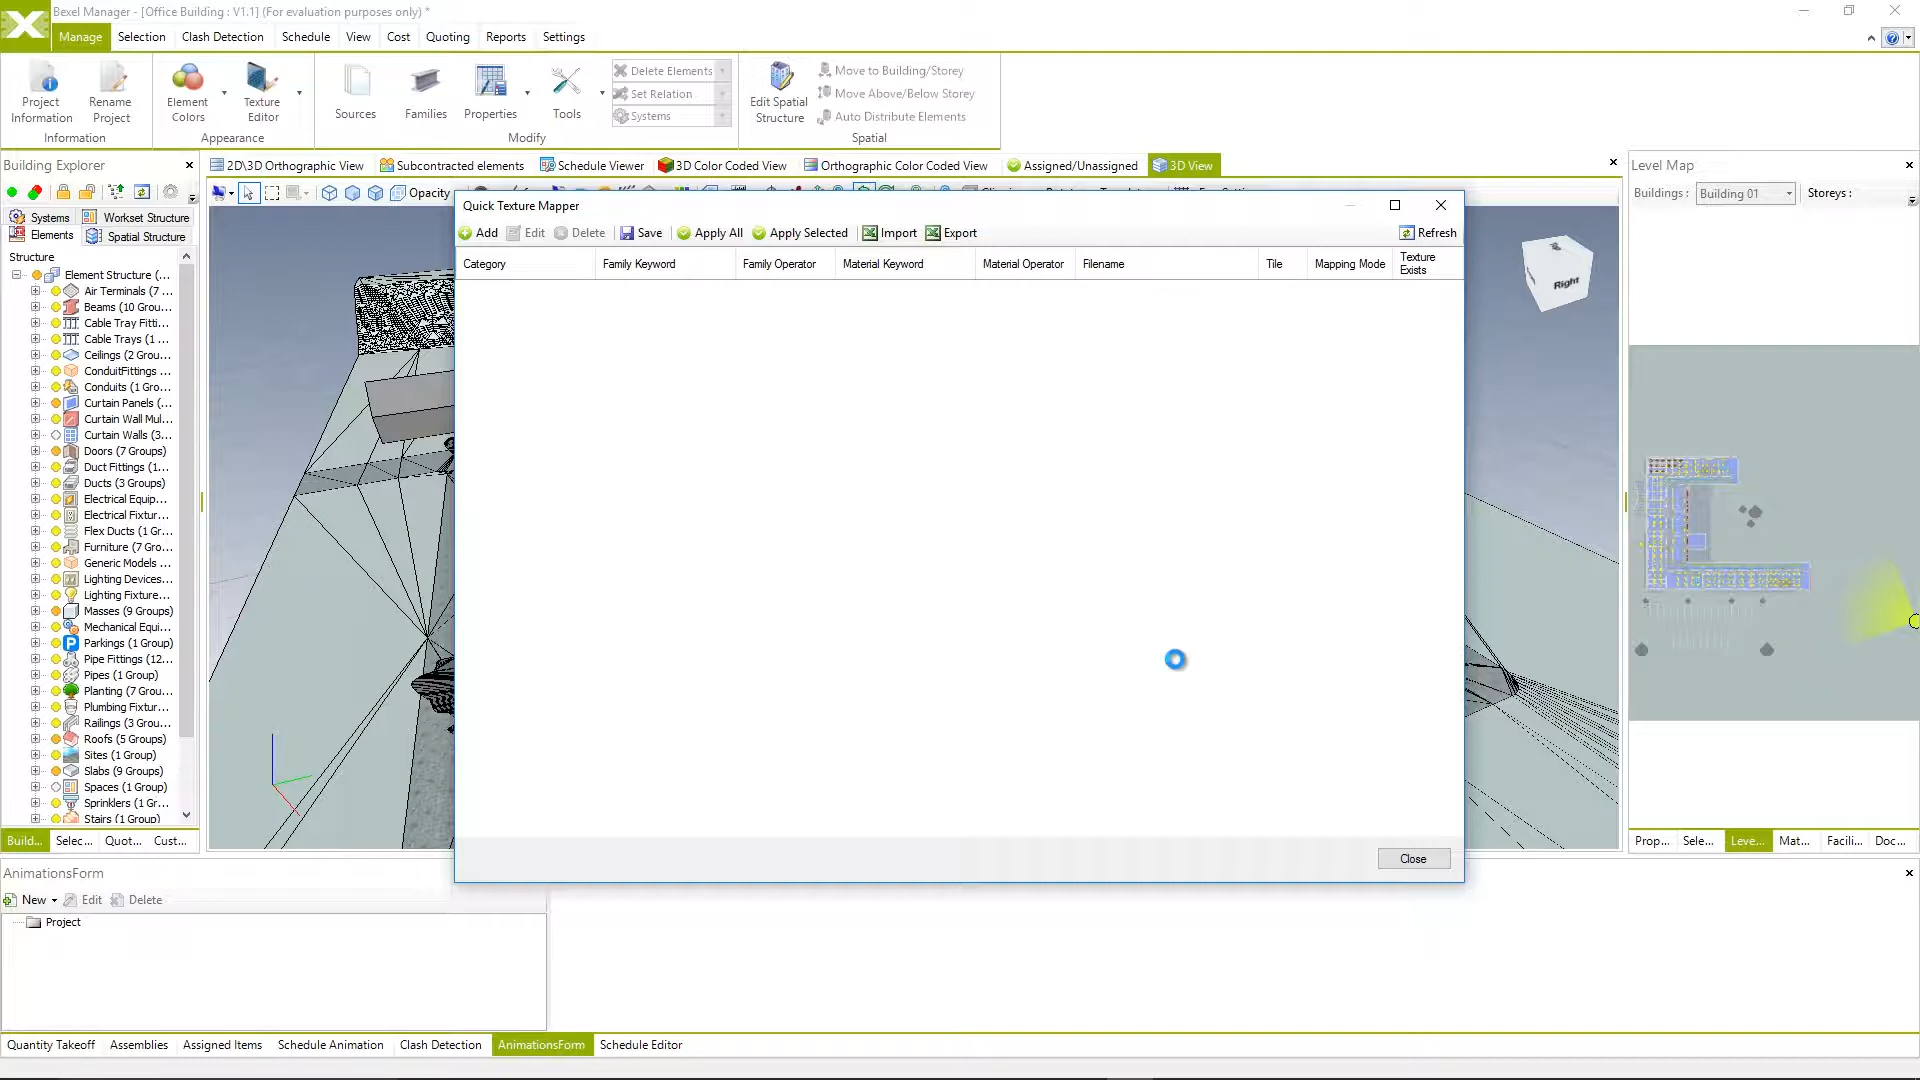 Bexel Manager - [Office Building : V1.1] (For evaluation purposes only) *
Manage Selection Clash Detection Schedule View Cost Quoting Reports Settings
Project Information
Rename Project
Information
Element Colors
Texture Editor
Appearance
Sources
Families
Properties
Tools
Delete Elements
Set Relation
Systems
Modify
Edit Spatial Structure
Move to Building/Storey
Move Above/Below Storey
Auto Distribute Elements
Spatial
Building Explorer
2D\3D Orthographic View Subcontracted elements Schedule Viewer 3D Color Coded View Orthographic Color Coded View Assigned/Unassigned 3D View
Level Map
Opacity
Buildings : Building 01 Storeys :
Systems Workset Structure
Elements Spatial Structure
Structure
Element Structure (...
Air Terminals (7 ...
Beams (10 Grou...
Cable Tray Fitti...
Cable Trays (1 ...
Ceilings (2 Grou...
ConduitFittings ...
Conduits (1 Gro...
Curtain Panels (...
Curtain Wall Mul...
Curtain Walls (3...
Doors (7 Groups)
Duct Fittings (1...
Ducts (3 Groups)
Electrical Equip...
Electrical Fixtur...
Flex Ducts (1 Gr...
Furniture (7 Gro...
Generic Models ...
Lighting Devices...
Lighting Fixture...
Masses (9 Groups)
Mechanical Equi...
Parkings (1 Group)
Pipe Fittings (12...
Pipes (1 Group)
Planting (7 Grou...
Plumbing Fixtur...
Railings (3 Grou...
Roofs (5 Groups)
Sites (1 Group)
Slabs (9 Groups)
Spaces (1 Group)
Sprinklers (1 Gr...
Stairs (1 Group)
Build... Selec... Quot... Cust...
Quick Texture Mapper
Add Edit Delete Save Apply All Apply Selected Import Export Refresh
Category Family Keyword Family Operator Material Keyword Material Operator Filename Tile Mapping Mode Texture Exists
Close
Right
Prop... Sele... Leve... Mat... Facili... Doc...
AnimationsForm
New Edit Delete
Project
Quantity Takeoff Assemblies Assigned Items Schedule Animation Clash Detection AnimationsForm Schedule Editor